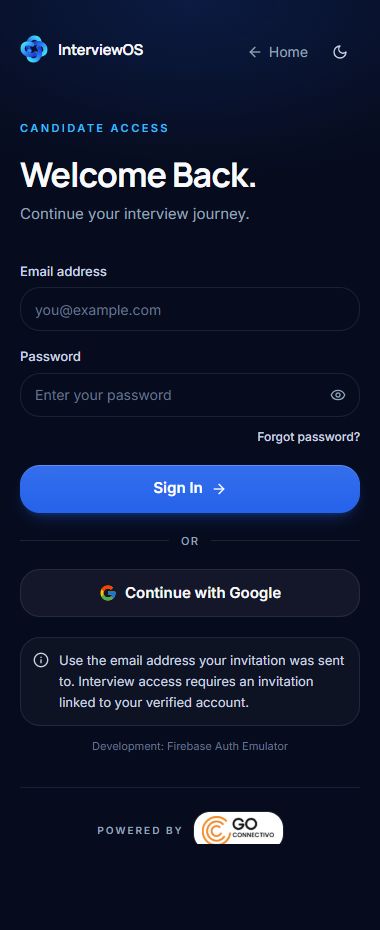 InterviewOS
Home
CANDIDATE ACCESS
Welcome Back.
Continue your interview journey.
Email address
you@example.com
Password
Enter your password
Forgot password?
Sign In
OR
Continue with Google
Use the email address your invitation was sent
to. Interview access requires an invitation
linked to your verified account.
Development: Firebase Auth Emulator
POWERED BY
GO
CONNECTIVO